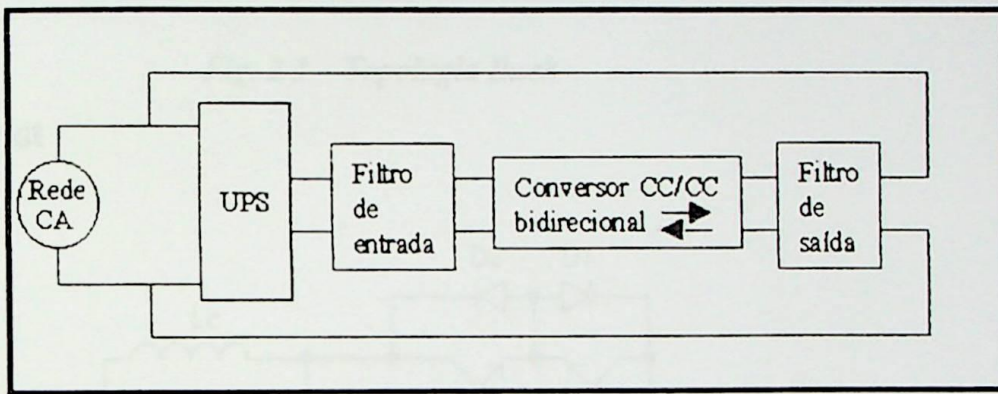 Rede
CA
UPS
Filtro
de
entrada
Conversor CC/CC
bidirecional
Filtro
de
saída